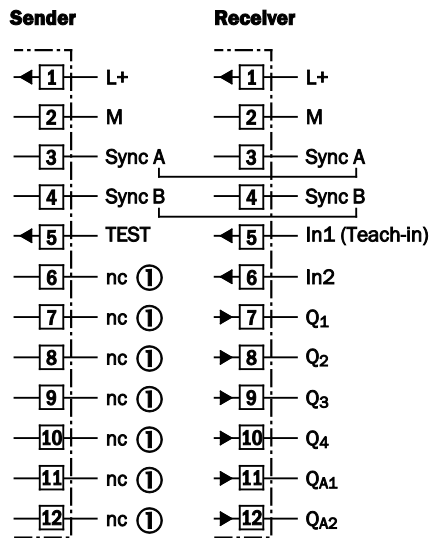 Sender Receiver
1 L+ 1 L+
2 M 2 M
3 Sync A 3 Sync A
4 Sync B 4 Sync B
5 TEST 5 In1 (Teach-in)
6 nc ① 6 In2
7 nc ① 7 Q1
8 nc ① 8 Q2
9 nc ① 9 Q3
10 nc ① 10 Q4
11 nc ① 11 QA1
12 nc ① 12 QA2